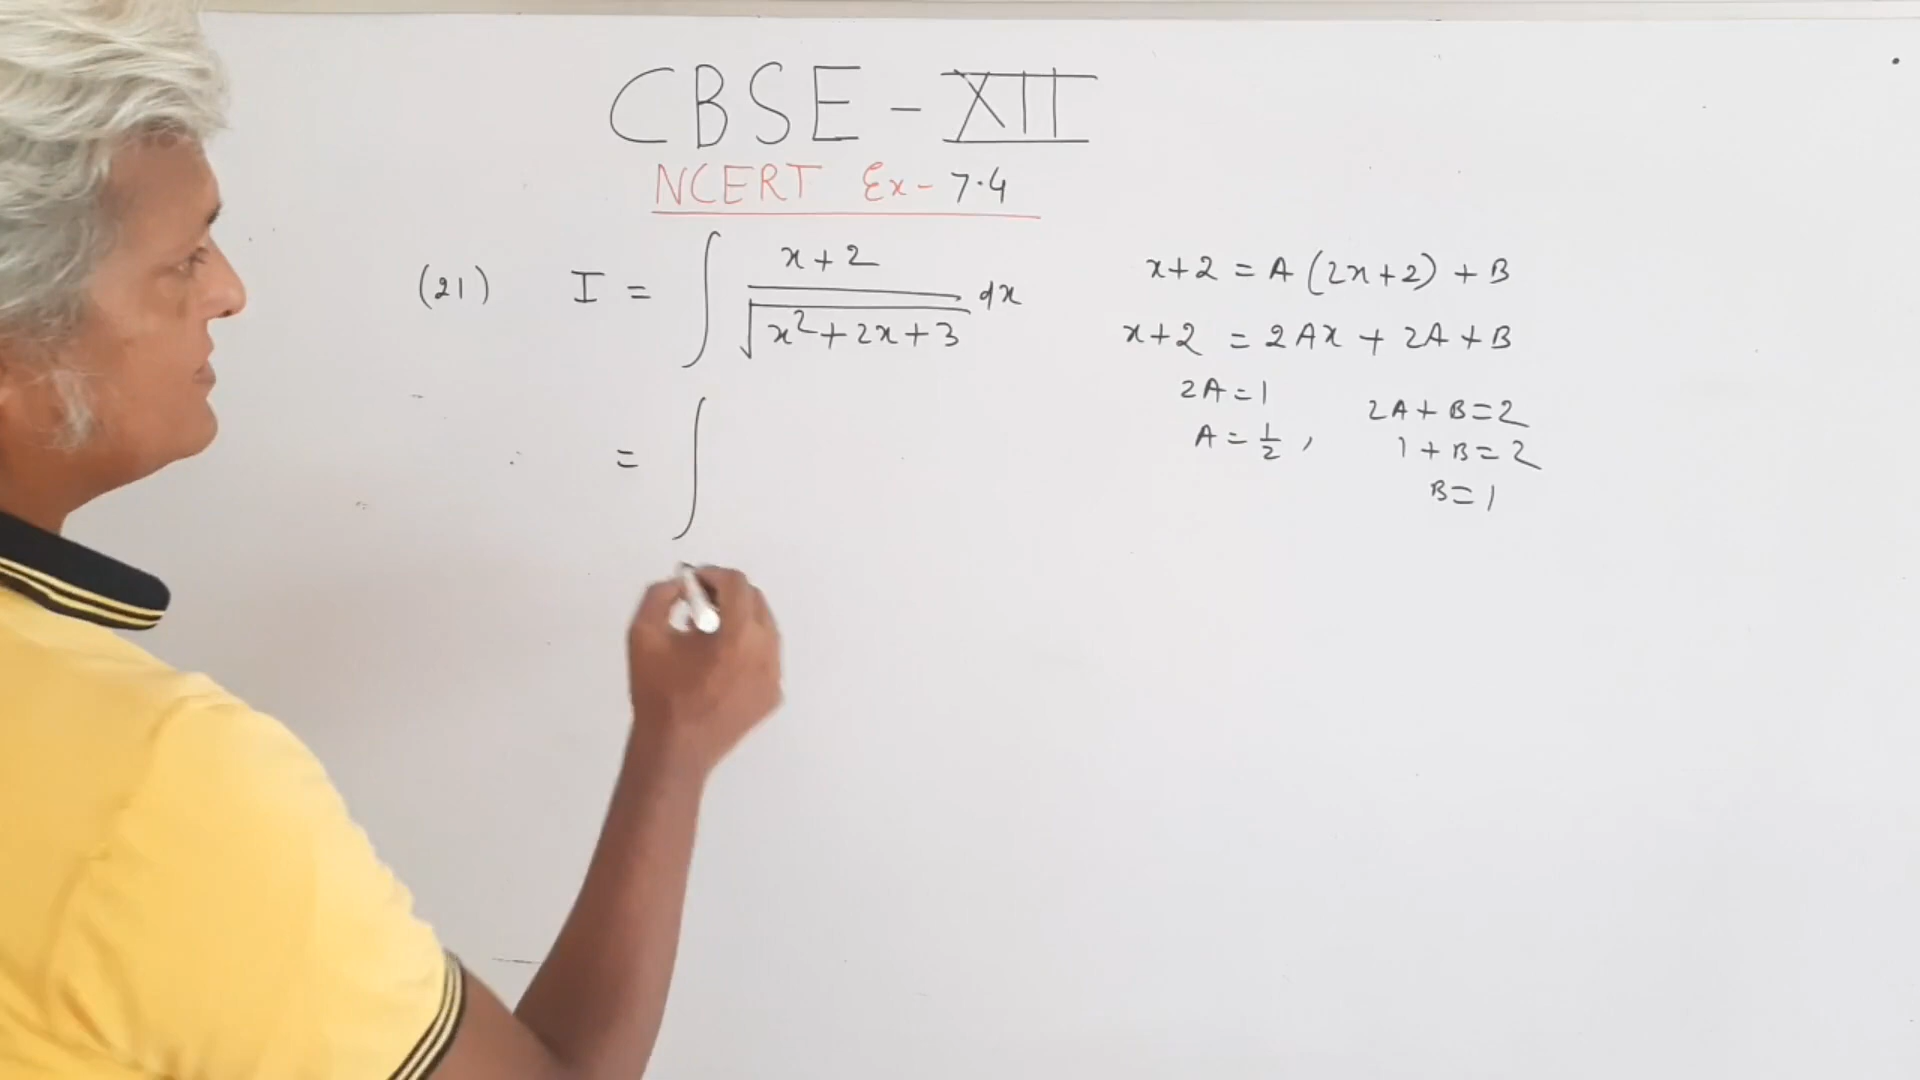 CBSE - XII
NCERT Ex - 7.4
(21) I = ∫ (x+2)/√(x²+2x+3) dx
= ∫
x+2 = A(2x+2) + B
x+2 = 2Ax + 2A + B
2A = 1
A = 1/2 ,
2A + B = 2
1 + B = 2
B = 1